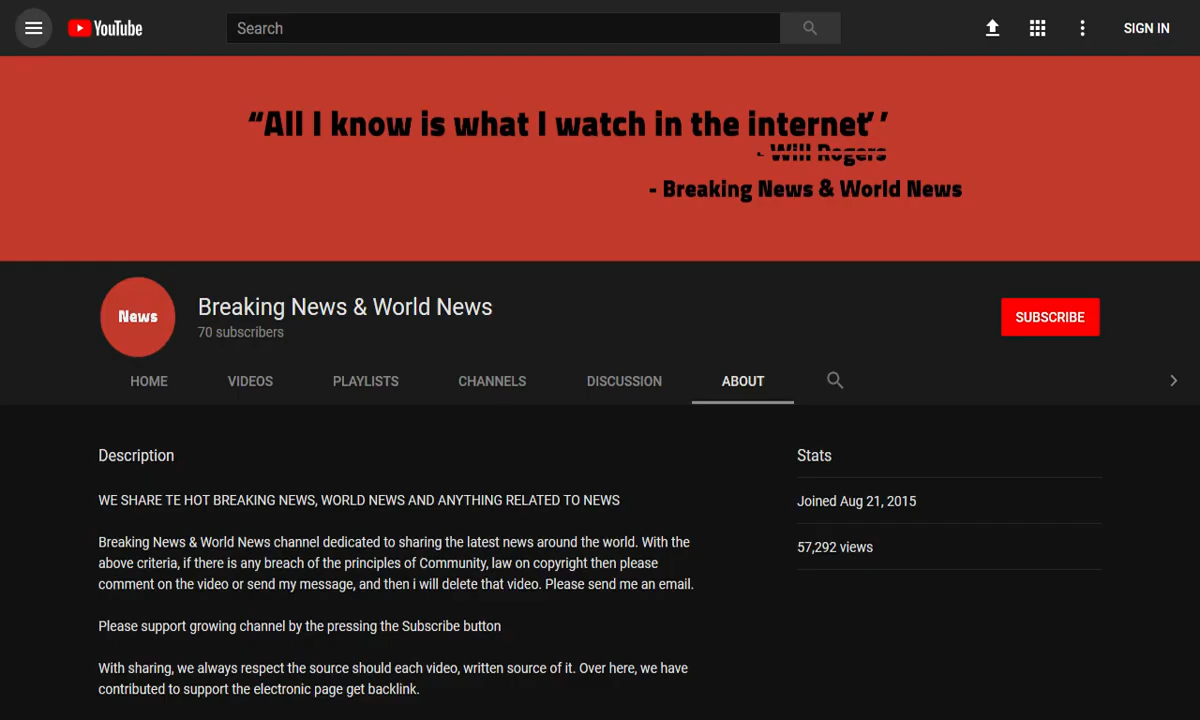 YouTube
Search
SIGN IN
“All I know is what I watch in the internet’’
- Will Rogers
- Breaking News & World News
News
Breaking News & World News
70 subscribers
SUBSCRIBE
HOME VIDEOS PLAYLISTS CHANNELS DISCUSSION ABOUT
Description
WE SHARE TE HOT BREAKING NEWS, WORLD NEWS AND ANYTHING RELATED TO NEWS
Breaking News & World News channel dedicated to sharing the latest news around the world. With the
above criteria, if there is any breach of the principles of Community, law on copyright then please
comment on the video or send my message, and then i will delete that video. Please send me an email.
Please support growing channel by the pressing the Subscribe button
With sharing, we always respect the source should each video, written source of it. Over here, we have
contributed to support the electronic page get backlink.
Stats
Joined Aug 21, 2015
57,292 views